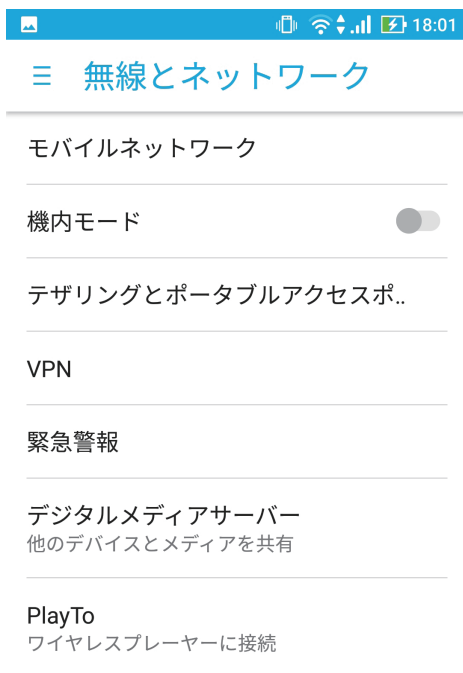 18:01
無線とネットワーク
モバイルネットワーク
機内モード
テザリングとポータブルアクセスポ..
VPN
緊急警報
デジタルメディアサーバー
他のデバイスとメディアを共有
PlayTo
ワイヤレスプレーヤーに接続